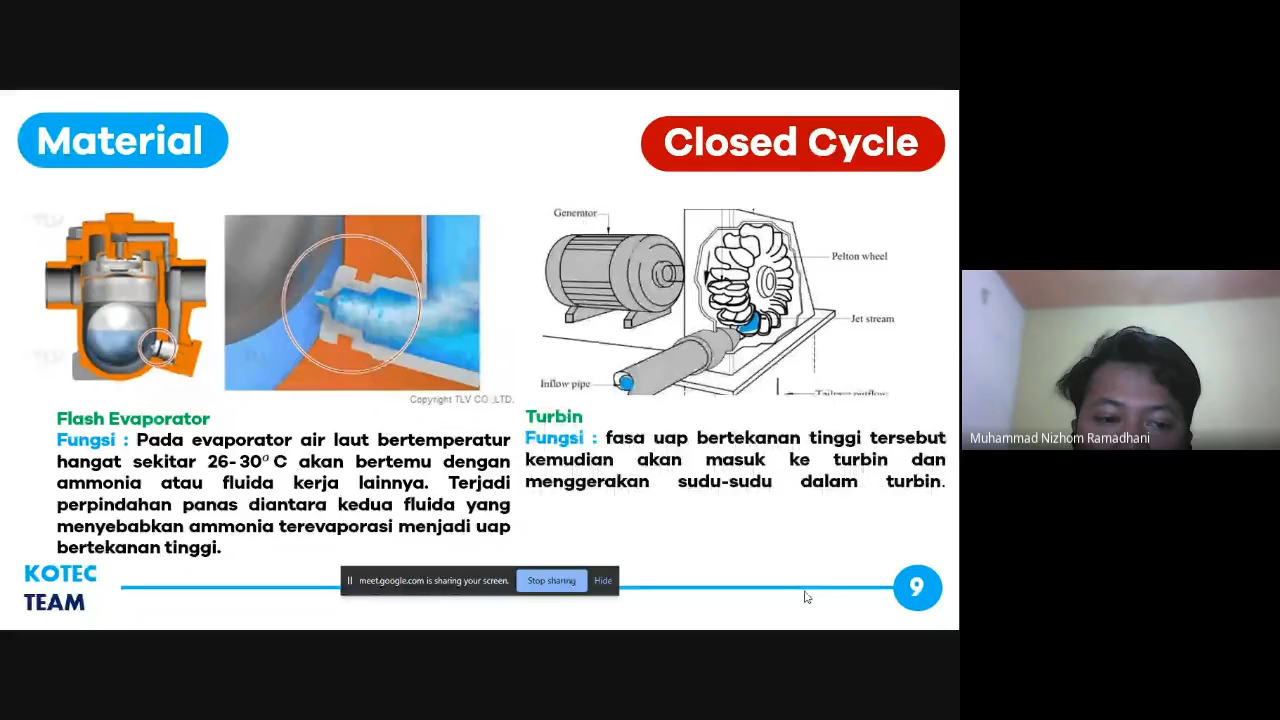 Material
Closed Cycle
TLV
TLV
TLV
Copyright TLV CO.,LTD.
Generator
Pelton wheel
Jet stream
Inflow pipe
Flash Evaporator
Fungsi : Pada evaporator air laut bertemperatur
hangat sekitar 26-30° C akan bertemu dengan
ammonia atau fluida kerja lainnya. Terjadi
perpindahan panas diantara kedua fluida yang
menyebabkan ammonia terevaporasi menjadi uap
bertekanan tinggi.
Turbin
Fungsi : fasa uap bertekanan tinggi tersebut
kemudian akan masuk ke turbin dan
menggerakan sudu-sudu dalam turbin.
KOTEC
TEAM
meet.google.com is sharing your screen.
Stop sharing
Hide
9
Muhammad Nizhom Ramadhani